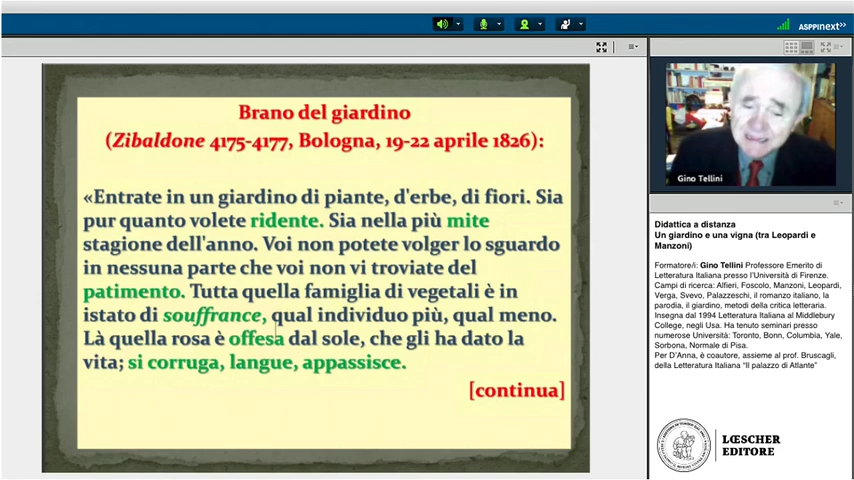 ASPPInext>>
Brano del giardino
(Zibaldone 4175-4177, Bologna, 19-22 aprile 1826):
«Entrate in un giardino di piante, d'erbe, di fiori. Sia
pur quanto volete ridente. Sia nella più mite
stagione dell'anno. Voi non potete volger lo sguardo
in nessuna parte che voi non vi troviate del
patimento. Tutta quella famiglia di vegetali è in
istato di souffrance, qual individuo più, qual meno.
Là quella rosa è offesa dal sole, che gli ha dato la
vita; si corruga, langue, appassisce.
[continua]
Gino Tellini
Didattica a distanza
Un giardino e una vigna (tra Leopardi e
Manzoni)
Formatore/i: Gino Tellini Professore Emerito di
Letteratura Italiana presso l'Università di Firenze.
Campi di ricerca: Alfieri, Foscolo, Manzoni, Leopardi,
Verga, Svevo, Palazzeschi, il romanzo italiano, la
parodia, il giardino, metodi della critica letteraria.
Insegna dal 1994 Letteratura Italiana al Middlebury
College, negli Usa. Ha tenuto seminari presso
numerose Università: Toronto, Bonn, Columbia, Yale,
Sorbona, Normale di Pisa.
Per D'Anna, è coautore, assieme al prof. Bruscagli,
della Letteratura Italiana "Il palazzo di Atlante"
LŒSCHER
EDITORE